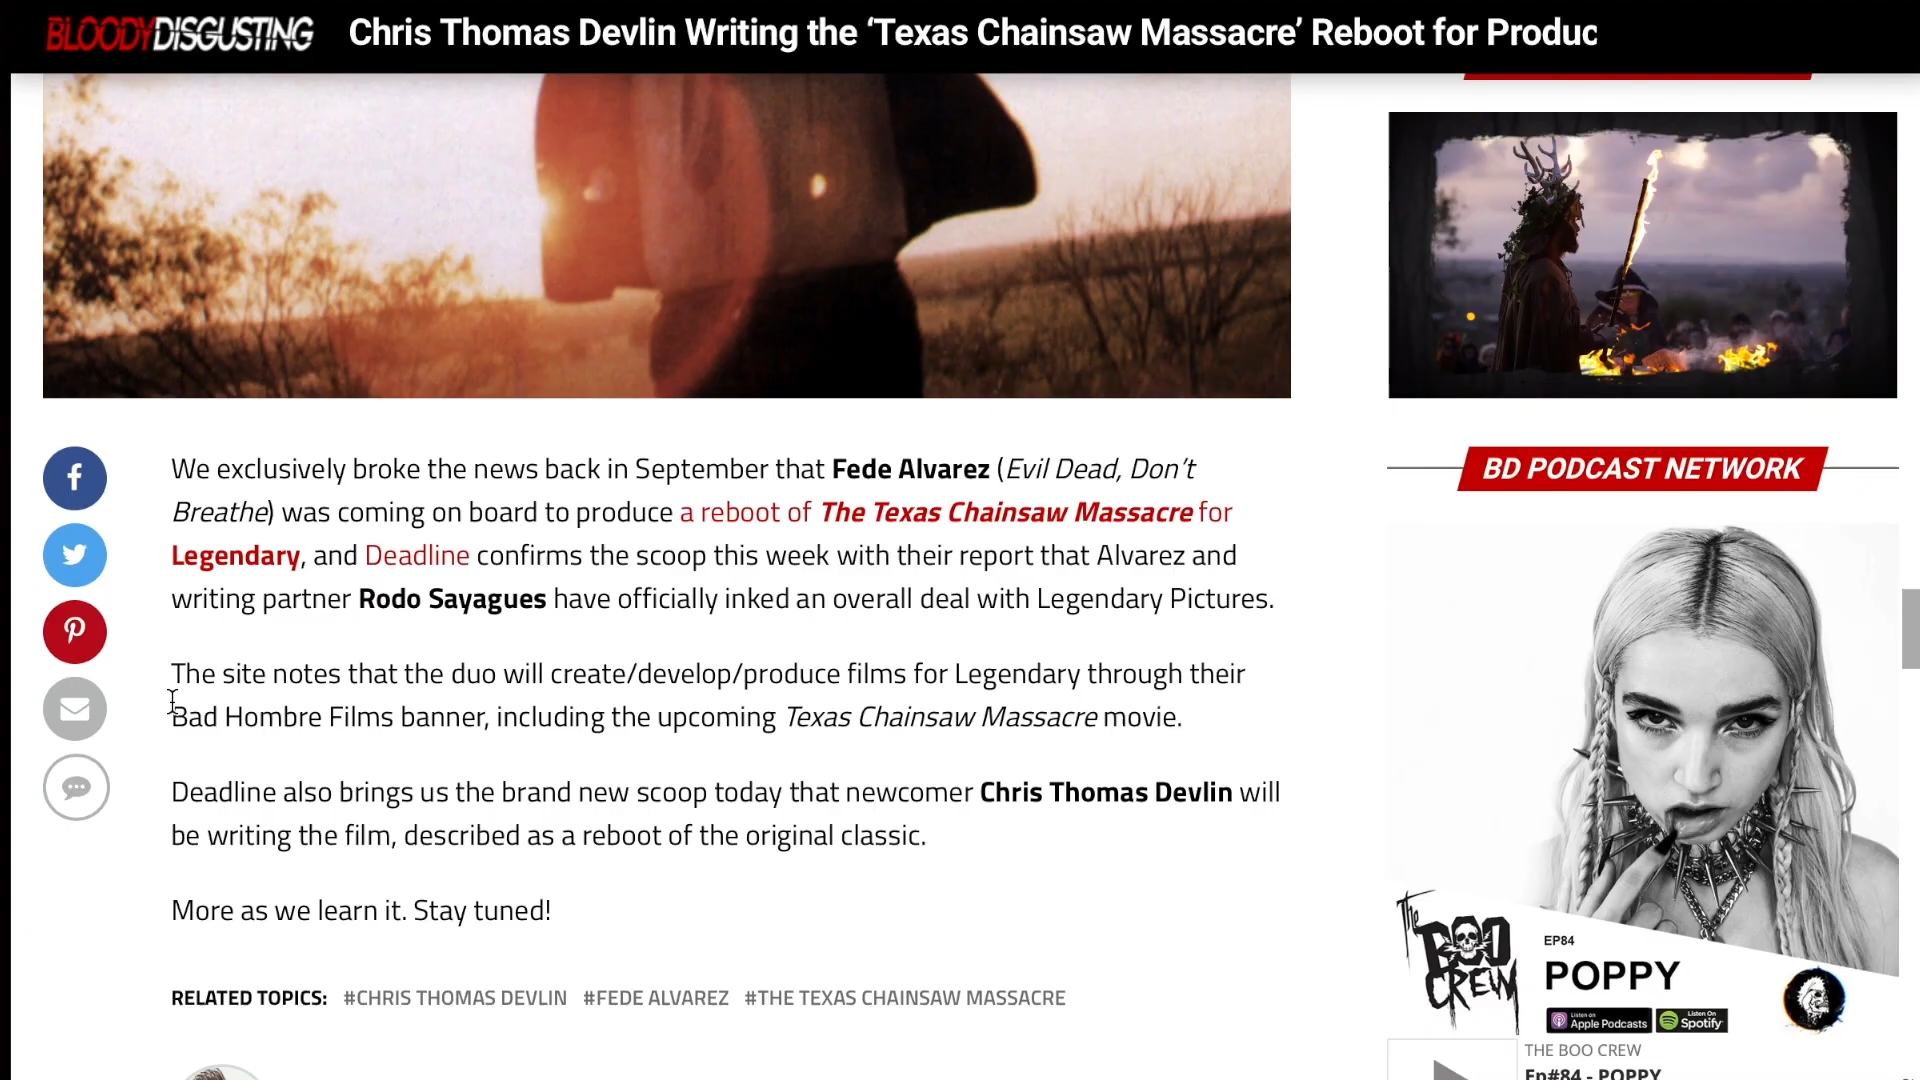 BLOODYDISGUSTING
Chris Thomas Devlin Writing the ‘Texas Chainsaw Massacre’ Reboot for Produc
We exclusively broke the news back in September that Fede Alvarez (Evil Dead, Don’t
Breathe) was coming on board to produce a reboot of The Texas Chainsaw Massacre for
Legendary, and Deadline confirms the scoop this week with their report that Alvarez and
writing partner Rodo Sayagues have officially inked an overall deal with Legendary Pictures.
The site notes that the duo will create/develop/produce films for Legendary through their
Bad Hombre Films banner, including the upcoming Texas Chainsaw Massacre movie.
Deadline also brings us the brand new scoop today that newcomer Chris Thomas Devlin will
be writing the film, described as a reboot of the original classic.
More as we learn it. Stay tuned!
RELATED TOPICS: #CHRIS THOMAS DEVLIN #FEDE ALVAREZ #THE TEXAS CHAINSAW MASSACRE
BD PODCAST NETWORK
The
BOO
CREW
EP84
POPPY
Listen on
Apple Podcasts
Listen On
Spotify
THE BOO CREW
Ep#84 - POPPY